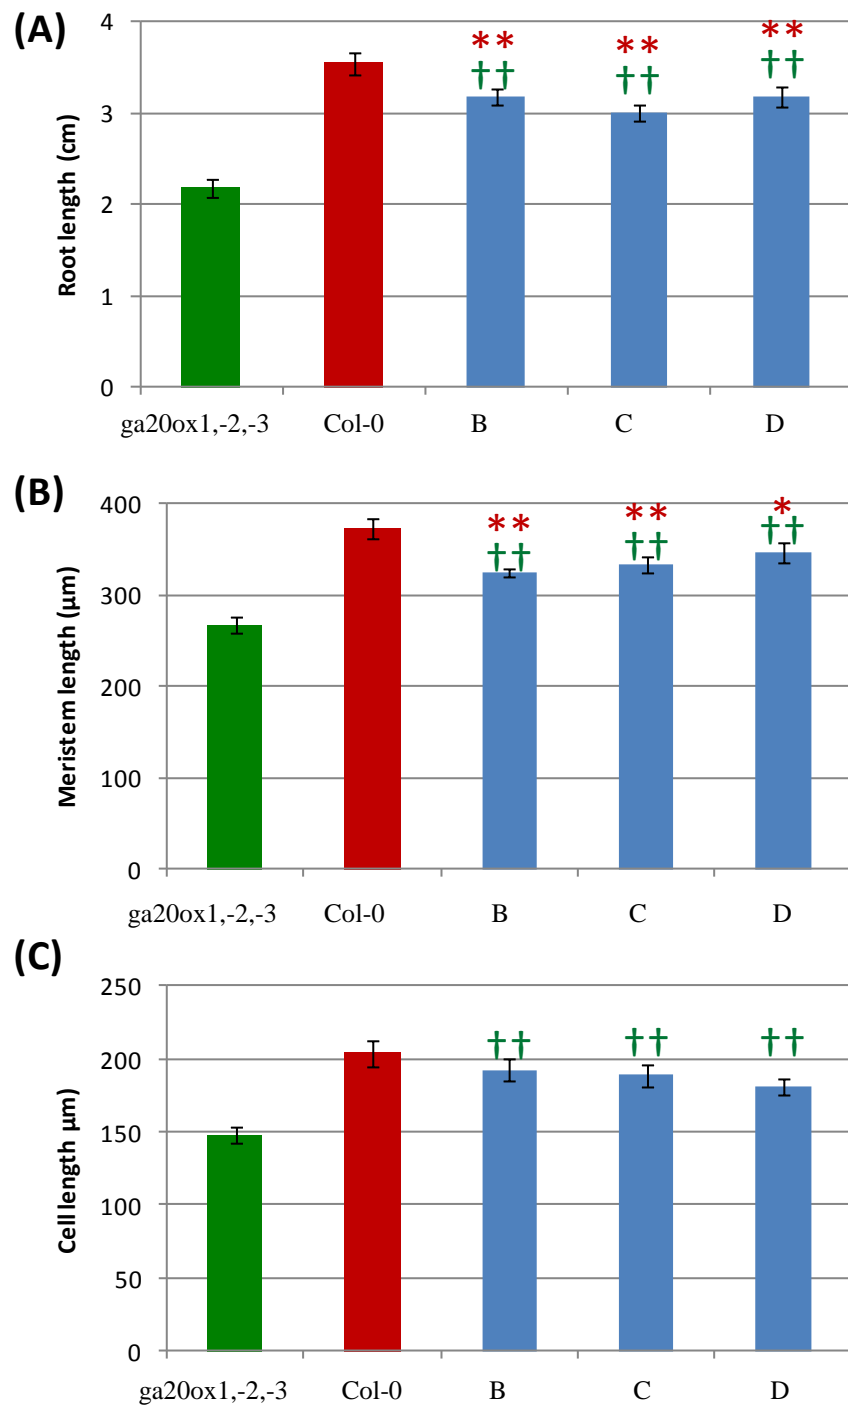 (A)
Root length (cm)
4
3
2
1
0
** ** **
†† †† ††
ga20ox1,-2,-3 Col-0 B C D
(B)
Meristem length (µm)
400
300
200
100
0
** ** *
†† †† ††
ga20ox1,-2,-3 Col-0 B C D
(C)
Cell length µm)
250
200
150
100
50
0
†† †† ††
ga20ox1,-2,-3 Col-0 B C D